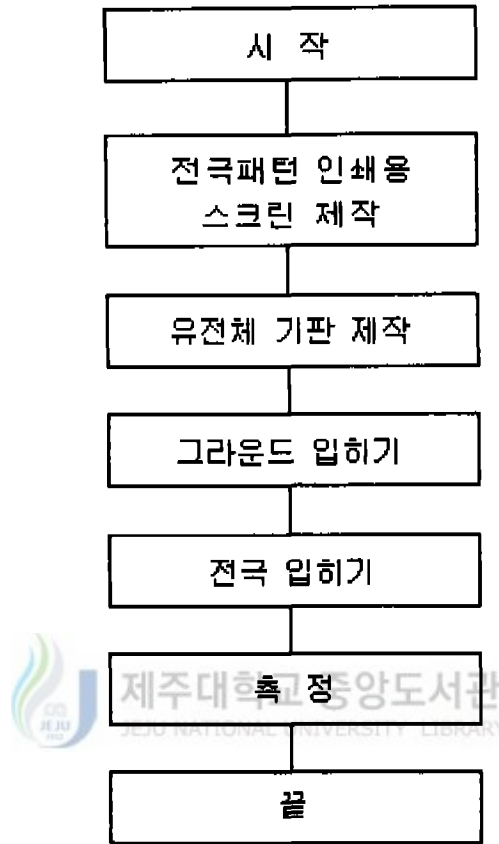 시 작
전극패턴 인쇄용
스크린 제작
유전체 기판 제작
그라운드 입히기
전극 입히기
측 정
제주대학교 중앙도서관
JEJU NATIONAL UNIVERSITY LIBRARY
JEJU
1952
끝